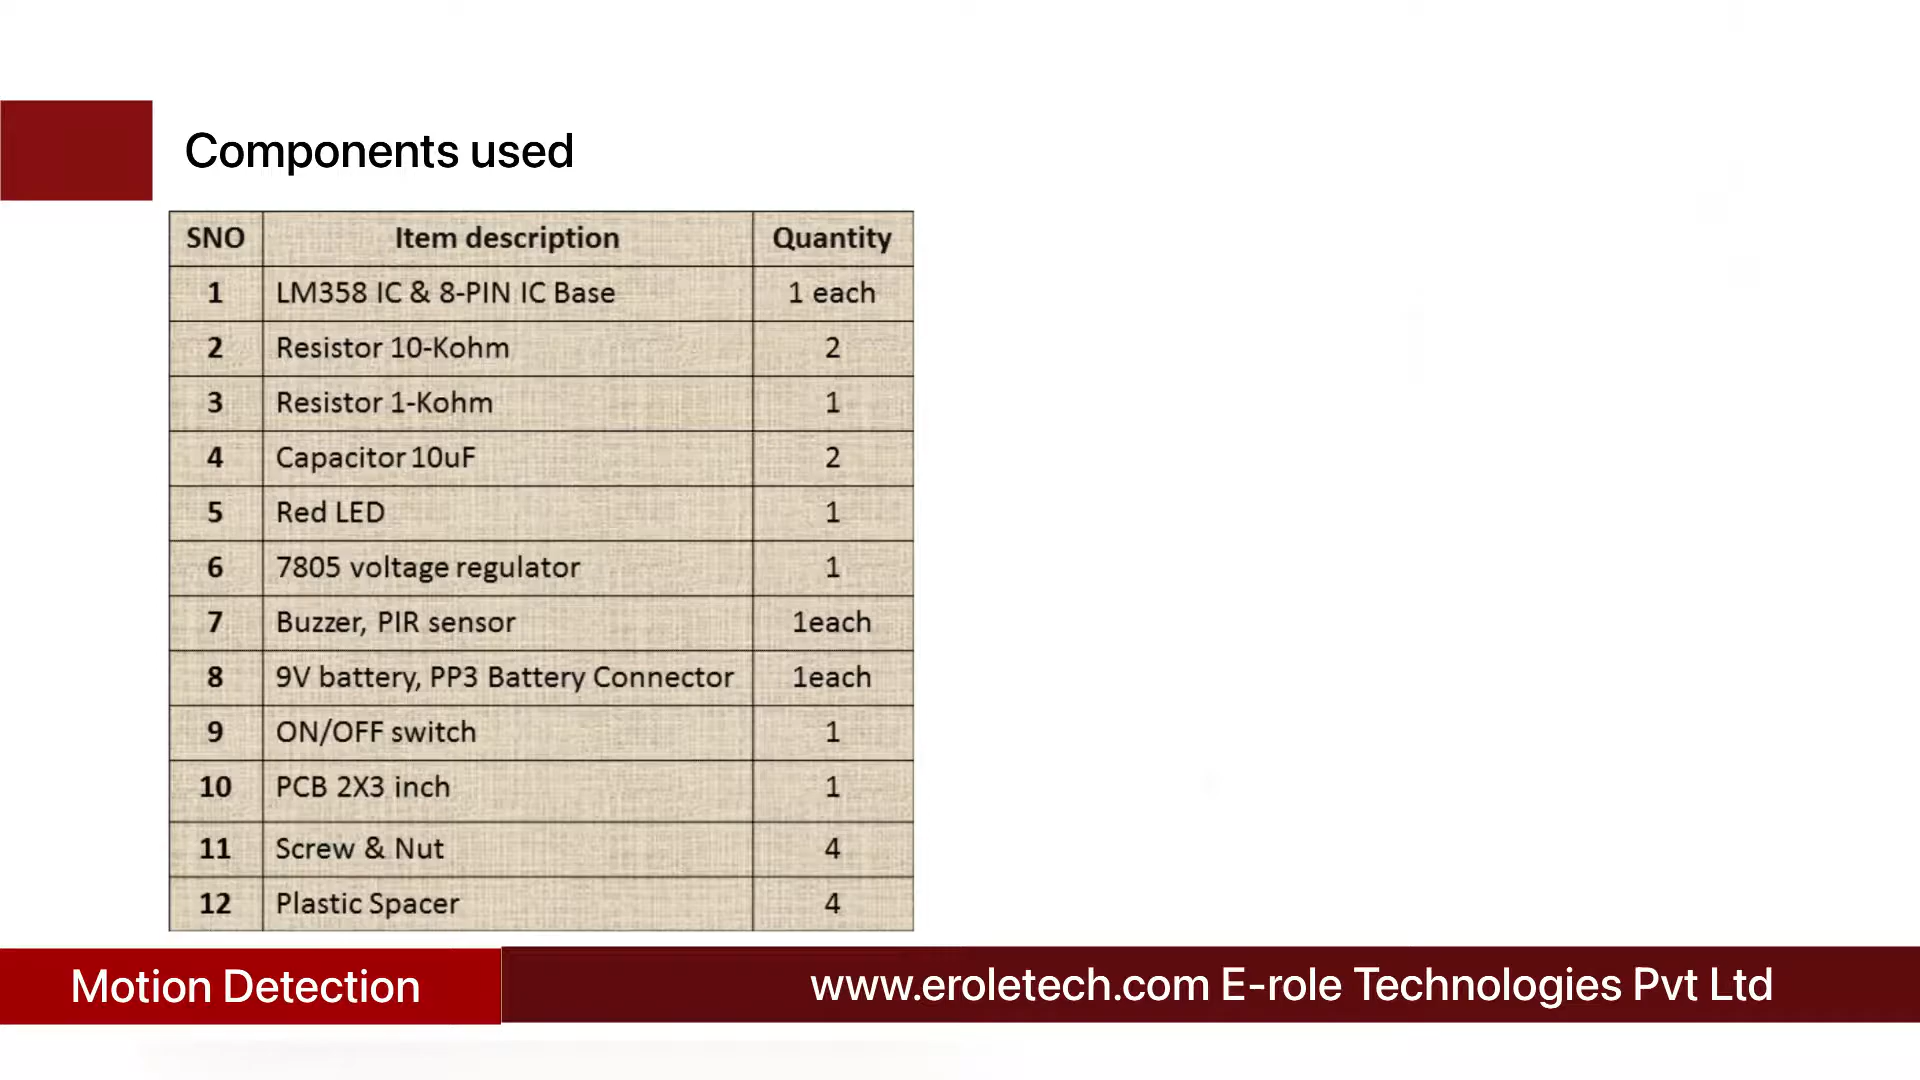 Components used
SNO Item description Quantity
1 LM358 IC & 8-PIN IC Base 1 each
2 Resistor 10-Kohm 2
3 Resistor 1-Kohm 1
4 Capacitor 10uF 2
5 Red LED 1
6 7805 voltage regulator 1
7 Buzzer, PIR sensor 1each
8 9V battery, PP3 Battery Connector 1each
9 ON/OFF switch 1
10 PCB 2X3 inch 1
11 Screw & Nut 4
12 Plastic Spacer 4
Motion Detection www.eroletech.com E-role Technologies Pvt Ltd